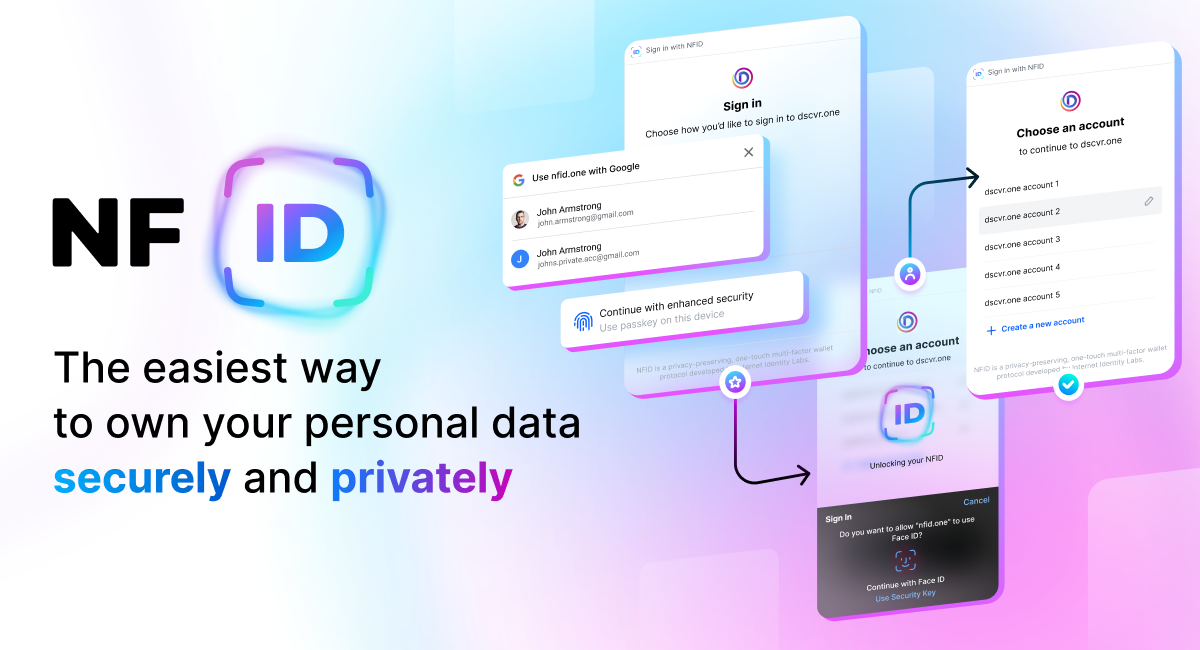 NF ID
The easiest way
to own your personal data
securely and privately
ID Sign in with NFID
Sign in
Choose how you'd like to sign in to dscvr.one
Use nfid.one with Google
John Armstrong
john.armstrong@gmail.com
J
John Armstrong
johns.private.acc@gmail.com
Continue with enhanced security
Use passkey on this device
NFID is a privacy-preserving, one-touch multi-factor wallet
protocol developed by Internet Identity Labs.
NFID
Choose an account
to continue to dscvr.one
ID
Unlocking your NFID
Sign In
Cancel
Do you want to allow "nfid.one" to use
Face ID?
Continue with Face ID
Use Security Key
ID Sign in with NFID
Choose an account
to continue to dscvr.one
dscvr.one account 1
dscvr.one account 2
dscvr.one account 3
dscvr.one account 4
dscvr.one account 5
+ Create a new account
NFID is a privacy-preserving, one-touch multi-factor wallet
protocol developed by Internet Identity Labs.